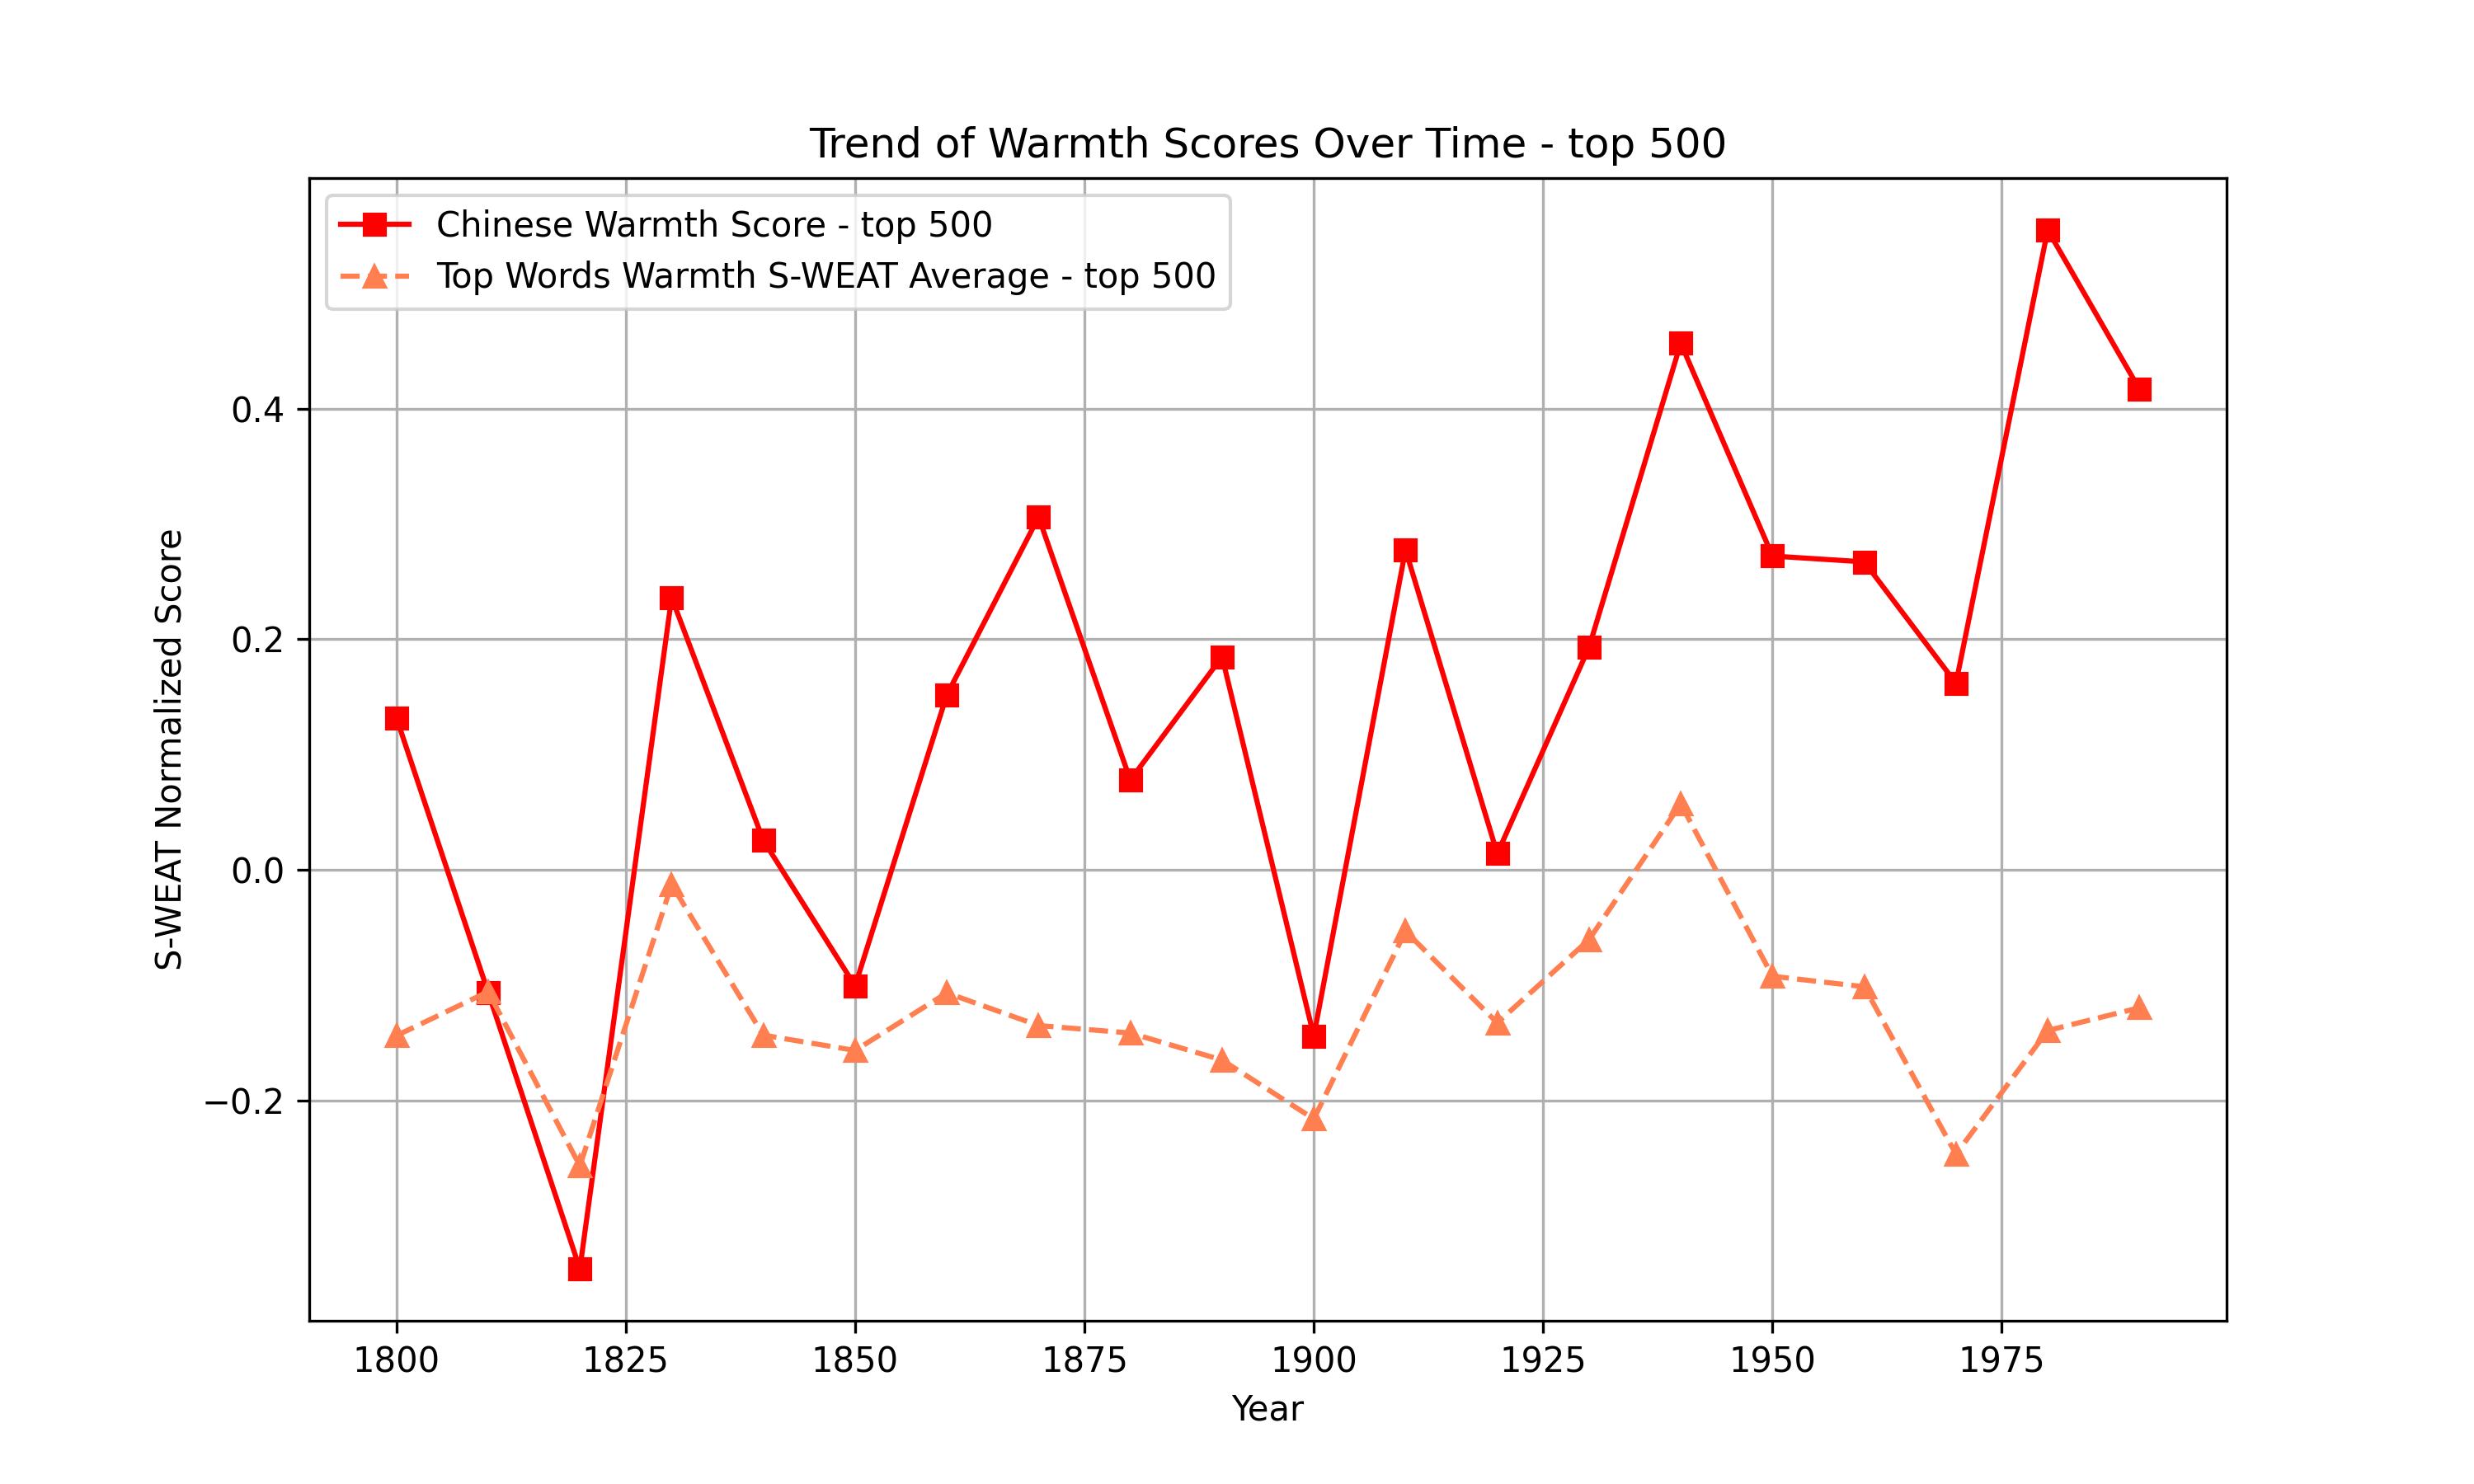 Trend of Warmth Scores Over Time - top 500
Chinese Warmth Score - top 500
Top Words Warmth S-WEAT Average - top 500
S-WEAT Normalized Score
0.4
0.2
0.0
−0.2
1800 1825 1850 1875 1900 1925 1950 1975
Year